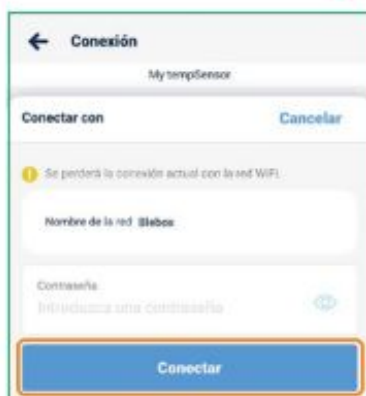 Conexión
My tempSensor
Conectar con Cancelar
Se perderá la conexión actual con la red WiFi.
Nombre de la red Blebox
Contraseña
Introduzca una contraseña
Conectar